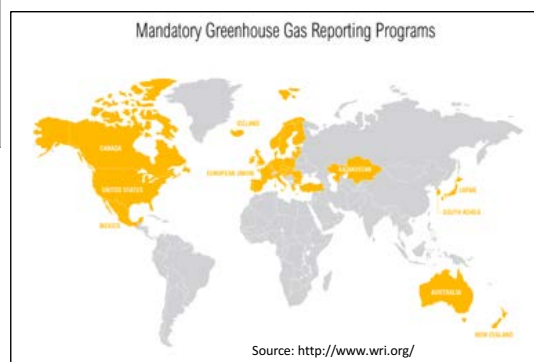 Mandatory Greenhouse Gas Reporting Programs
ICELAND
CANADA
EUROPEAN UNION
KAZAKHSTAN
UNITED STATES
JAPAN
SOUTH KOREA
MEXICO
AUSTRALIA
NEW ZEALAND
Source: http://www.wri.org/